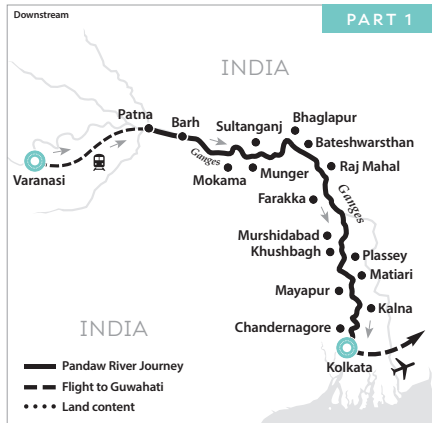 Downstream
PART 1
INDIA
Patna
Barh
Sultanganj
Bhaglapur
Bateshwarsthan
Ganges
Raj Mahal
Varanasi
Mokama
Munger
Ganges
Farakka
Murshidabad
Khushbagh
Plassey
Matiari
Mayapur
Kalna
INDIA
Chandernagore
Kolkata
Pandaw River Journey
Flight to Guwahati
Land content